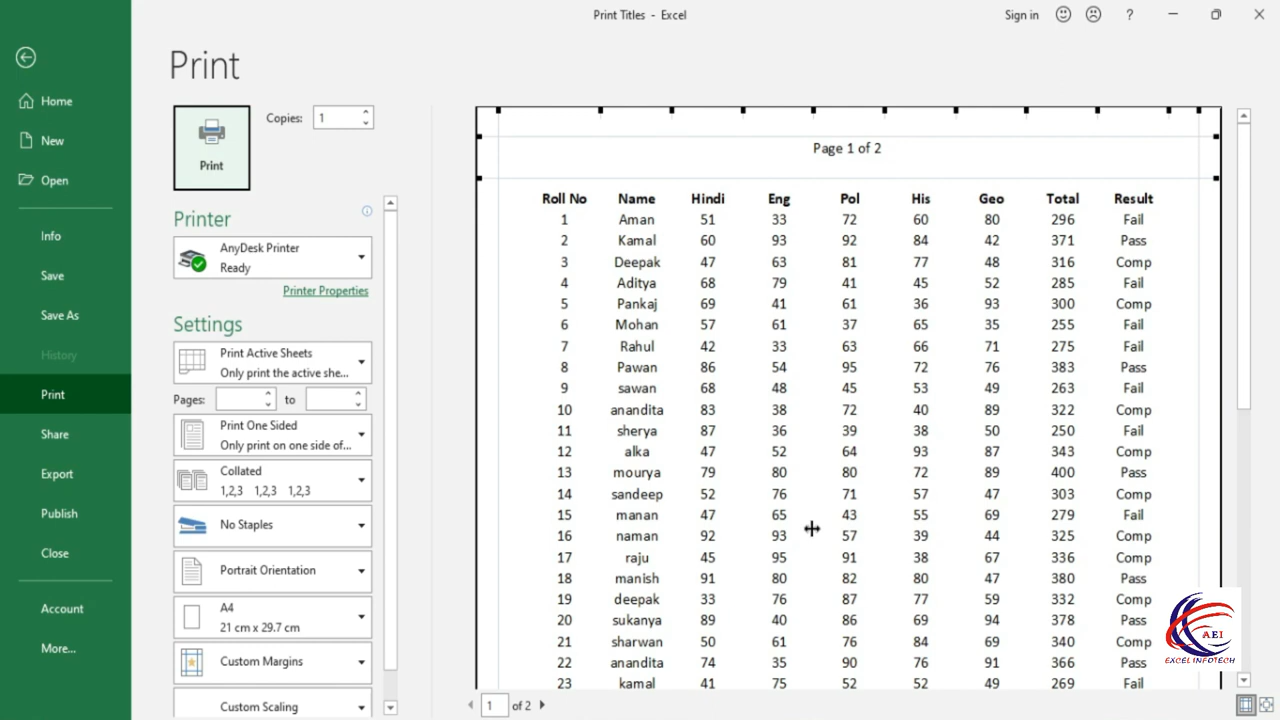 Print Titles - Excel
Sign in
?
Home
New
Open
Info
Save
Save As
History
Print
Share
Export
Publish
Close
Account
More...
Print
Print
Copies: 1
Printer
AnyDesk Printer
Ready
Printer Properties
Settings
Print Active Sheets
Only print the active she...
Pages: to
Print One Sided
Only print on one side of...
Collated
1,2,3 1,2,3 1,2,3
No Staples
Portrait Orientation
A4
21 cm x 29.7 cm
Custom Margins
Custom Scaling
Page 1 of 2
Roll No Name Hindi Eng Pol His Geo Total Result
1 Aman 51 33 72 60 80 296 Fail
2 Kamal 60 93 92 84 42 371 Pass
3 Deepak 47 63 81 77 48 316 Comp
4 Aditya 68 79 41 45 52 285 Fail
5 Pankaj 69 41 61 36 93 300 Comp
6 Mohan 57 61 37 65 35 255 Fail
7 Rahul 42 33 63 66 71 275 Fail
8 Pawan 86 54 95 72 76 383 Pass
9 sawan 68 48 45 53 49 263 Fail
10 anandita 83 38 72 40 89 322 Comp
11 sherya 87 36 39 38 50 250 Fail
12 alka 47 52 64 93 87 343 Comp
13 mourya 79 80 80 72 89 400 Pass
14 sandeep 52 76 71 57 47 303 Comp
15 manan 47 65 43 55 69 279 Fail
16 naman 92 93 57 39 44 325 Comp
17 raju 45 95 91 38 67 336 Comp
18 manish 91 80 82 80 47 380 Pass
19 deepak 33 76 87 77 59 332 Comp
20 sukanya 89 40 86 69 94 378 Pass
21 sharwan 50 61 76 84 69 340 Comp
22 anandita 74 35 90 76 91 366 Pass
23 kamal 41 75 52 52 49 269 Fail
1 of 2
AEI
EXCEL INFOTECH